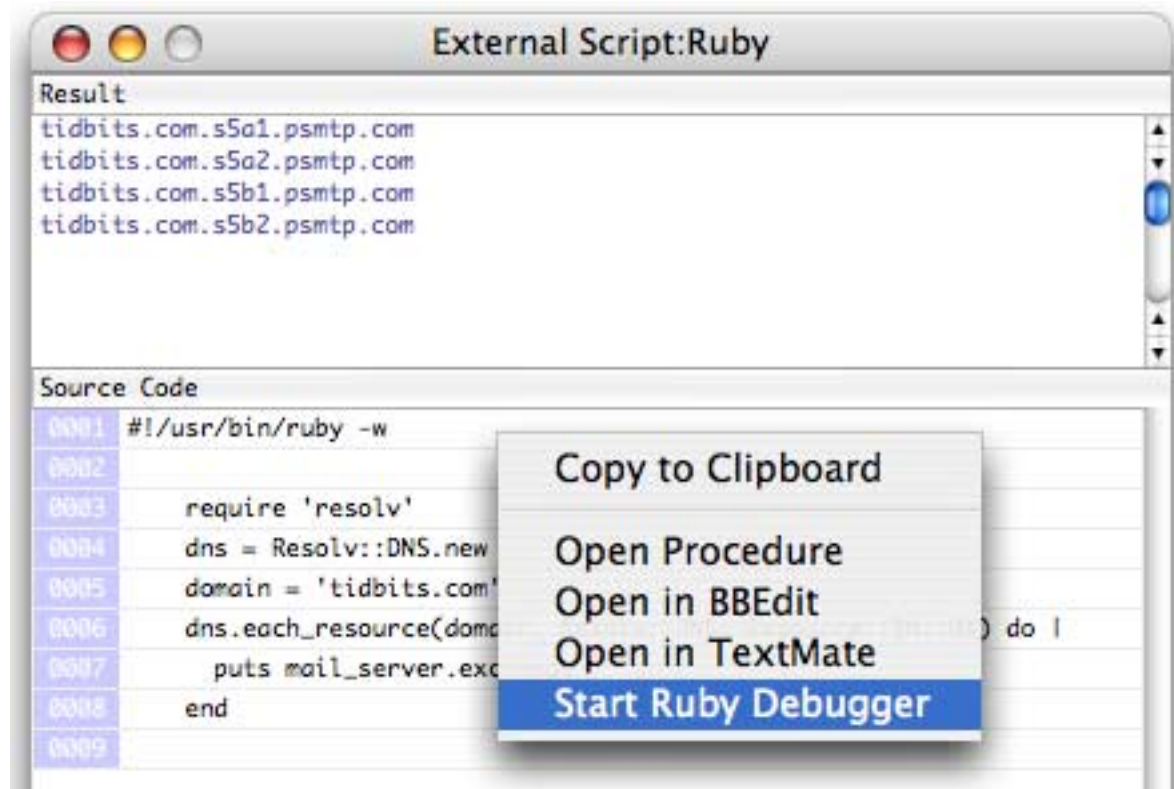 External Script:Ruby
Result
tidbits.com.s5a1.psmtp.com
tidbits.com.s5a2.psmtp.com
tidbits.com.s5b1.psmtp.com
tidbits.com.s5b2.psmtp.com
Source Code
0001 #!/usr/bin/ruby -w
0002
0003 require 'resolv'
0004 dns = Resolv::DNS.new
0005 domain = 'tidbits.com'
0006 dns.each_resource(domain ) do |
0007 puts mail_server.exc
0008 end
0009
Copy to Clipboard
Open Procedure
Open in BBEdit
Open in TextMate
Start Ruby Debugger